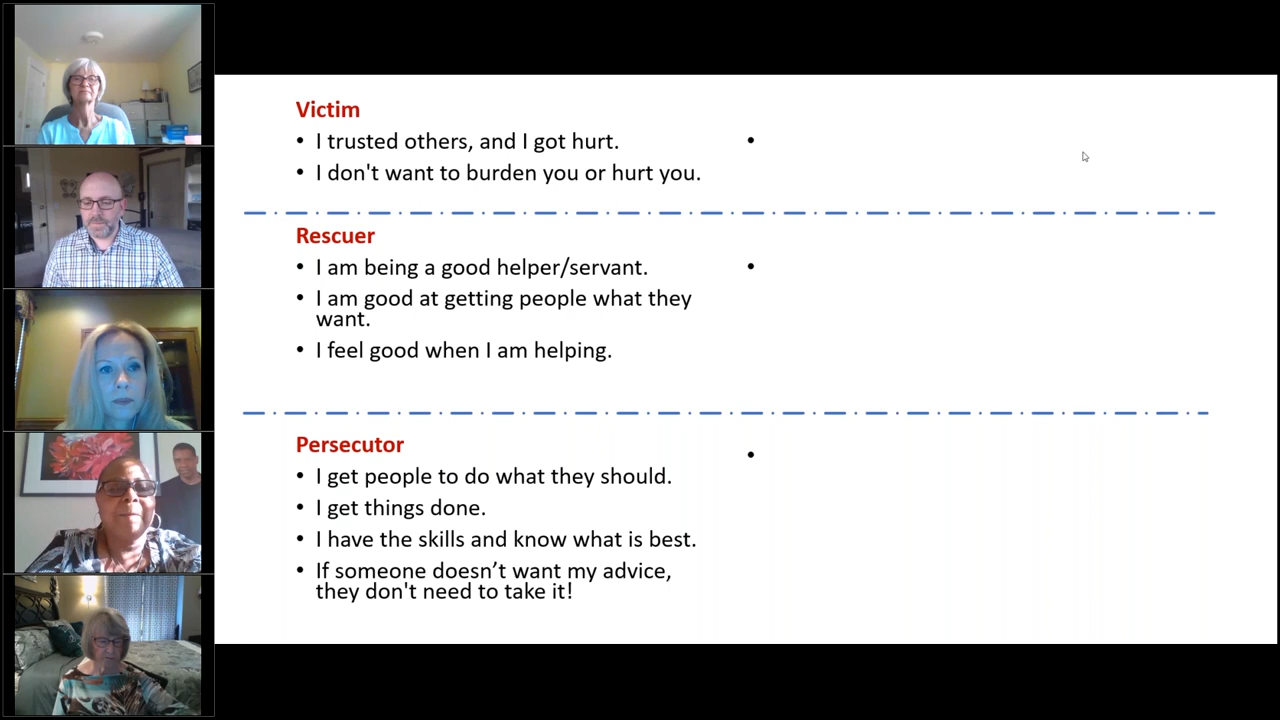 Victim
• I trusted others, and I got hurt.
• I don't want to burden you or hurt you.
Rescuer
• I am being a good helper/servant.
• I am good at getting people what they
want.
• I feel good when I am helping.
Persecutor
• I get people to do what they should.
• I get things done.
• I have the skills and know what is best.
• If someone doesn’t want my advice,
they don't need to take it!